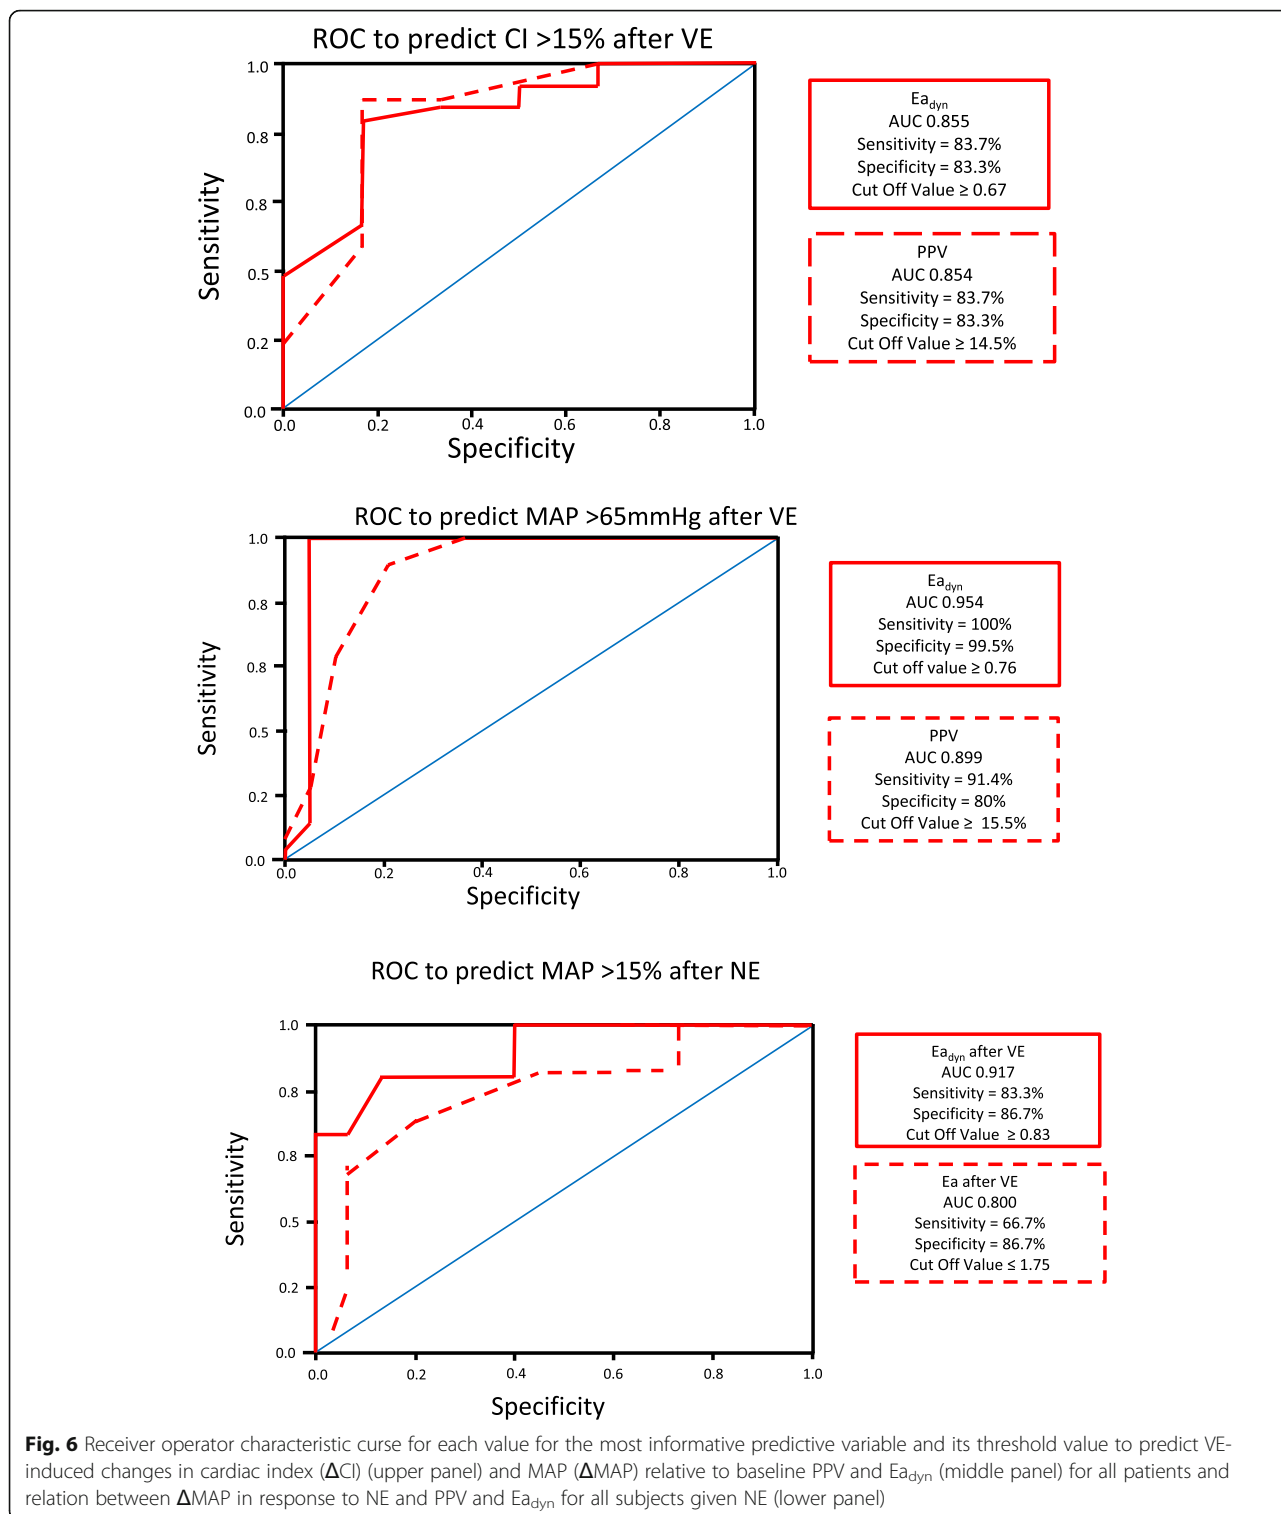 ROC to predict CI >15% after VE
1.0
0.8
0.8
0.5
0.2
0.0
Sensitivity
0.0 0.2 0.4 0.6 0.8 1.0
Specificity
Ea dyn
AUC 0.855
Sensitivity = 83.7%
Specificity = 83.3%
Cut Off Value ≥ 0.67
PPV
AUC 0.854
Sensitivity = 83.7%
Specificity = 83.3%
Cut Off Value ≥ 14.5%
ROC to predict MAP >65mmHg after VE
1.0
0.8
0.8
0.5
0.2
0.0
Sensitivity
0.0 0.2 0.4 0.6 0.8 1.0
Specificity
Ea dyn
AUC 0.954
Sensitivity = 100%
Specificity = 99.5%
Cut off value ≥ 0.76
PPV
AUC 0.899
Sensitivity = 91.4%
Specificity = 80%
Cut Off Value ≥ 15.5%
ROC to predict MAP >15% after NE
1.0
0.8
0.8
0.5
0.2
0.0
Sensitivity
0.0 0.2 0.4 0.6 0.8 1.0
Specificity
Ea dyn after VE
AUC 0.917
Sensitivity = 83.3%
Specificity = 86.7%
Cut Off Value ≥ 0.83
Ea after VE
AUC 0.800
Sensitivity = 66.7%
Specificity = 86.7%
Cut Off Value ≤ 1.75
Fig. 6 Receiver operator characteristic curse for each value for the most informative predictive variable and its threshold value to predict VE-
induced changes in cardiac index (ΔCI) (upper panel) and MAP (ΔMAP) relative to baseline PPV and Ea dyn (middle panel) for all patients and
relation between ΔMAP in response to NE and PPV and Ea dyn for all subjects given NE (lower panel)